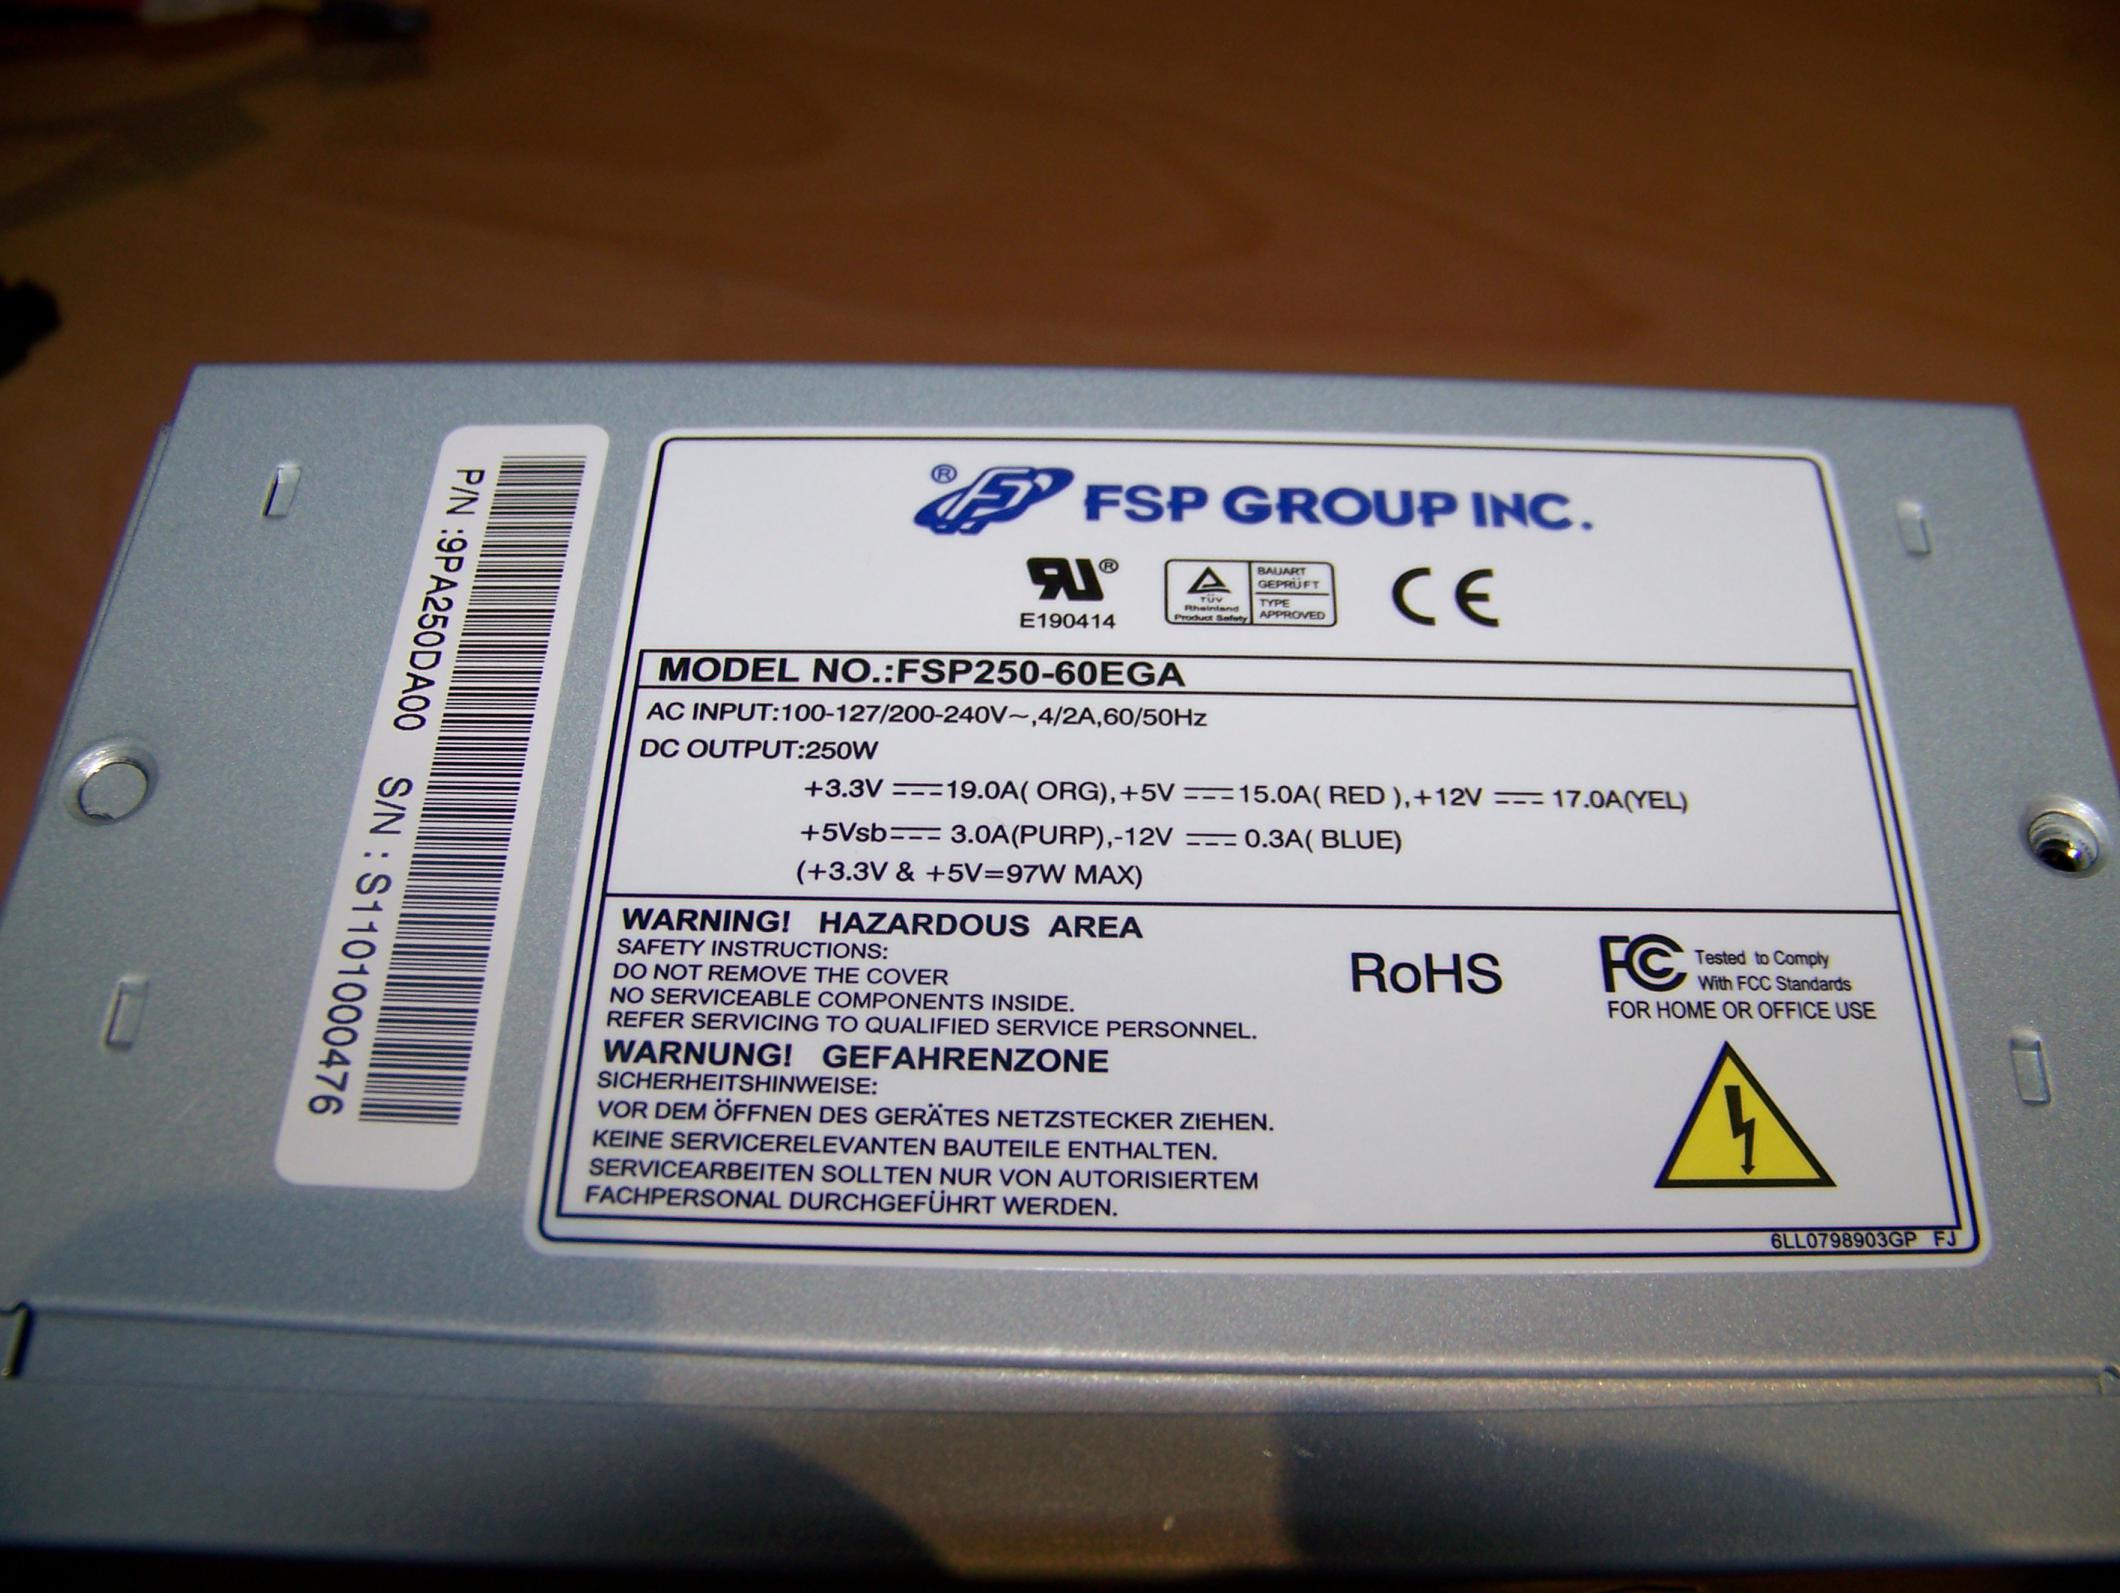 P/N :9PA250DA00 S/N : S1101000476
® FSP GROUP INC.
®
E190414
TÜV
Rheinland
Product Safety
BAUART
GEPRÜFT
TYPE
APPROVED
CE
MODEL NO.:FSP250-60EGA
AC INPUT:100-127/200-240V~,4/2A,60/50Hz
DC OUTPUT:250W
+3.3V ⎓ 19.0A( ORG),+5V ⎓ 15.0A( RED ),+12V ⎓ 17.0A(YEL)
+5Vsb ⎓ 3.0A(PURP),-12V ⎓ 0.3A( BLUE)
(+3.3V & +5V=97W MAX)
WARNING! HAZARDOUS AREA
SAFETY INSTRUCTIONS:
DO NOT REMOVE THE COVER
NO SERVICEABLE COMPONENTS INSIDE.
REFER SERVICING TO QUALIFIED SERVICE PERSONNEL.
WARNUNG! GEFAHRENZONE
SICHERHEITSHINWEISE:
VOR DEM ÖFFNEN DES GERÄTES NETZSTECKER ZIEHEN.
KEINE SERVICERELEVANTEN BAUTEILE ENTHALTEN.
SERVICEARBEITEN SOLLTEN NUR VON AUTORISIERTEM
FACHPERSONAL DURCHGEFÜHRT WERDEN.
RoHS
FC Tested to Comply
With FCC Standards
FOR HOME OR OFFICE USE
6LL0798903GP FJ